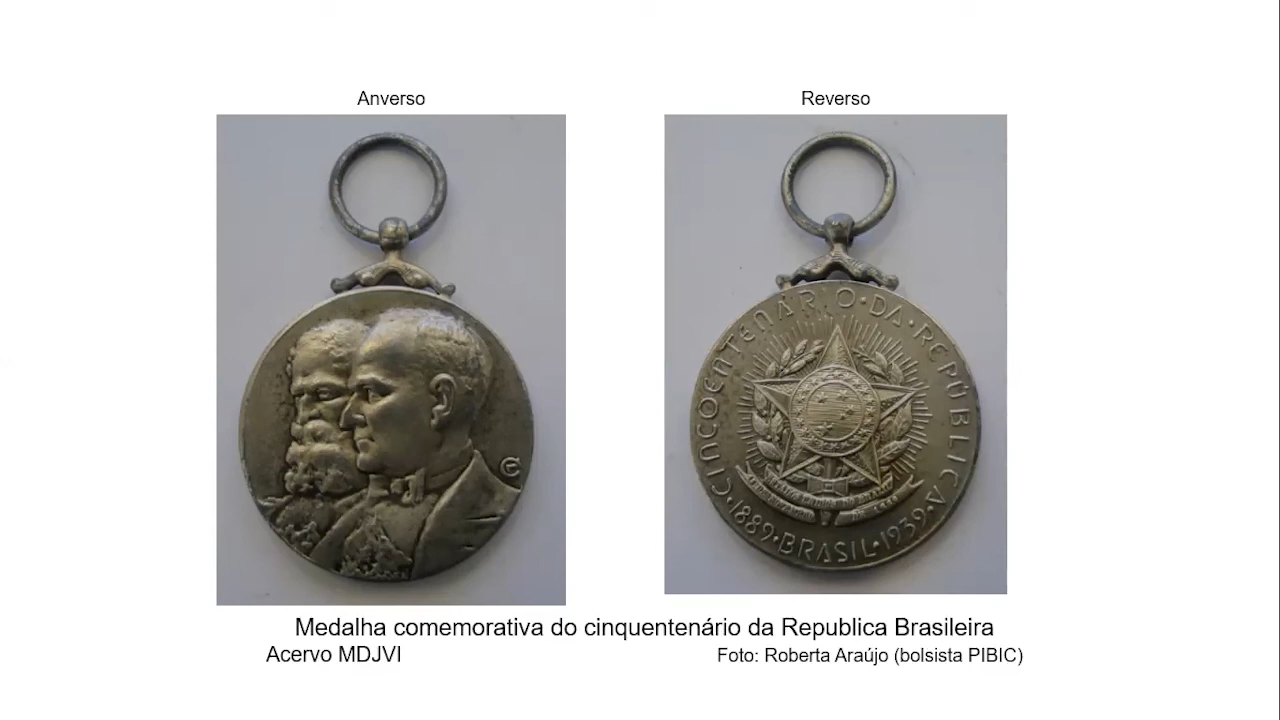 Anverso
Reverso
CINCOENTENÁRIO·DA·REPÚBLICA
·1889·BRASIL·1939·
Medalha comemorativa do cinquentenário da Republica Brasileira
Acervo MDJVI
Foto: Roberta Araújo (bolsista PIBIC)